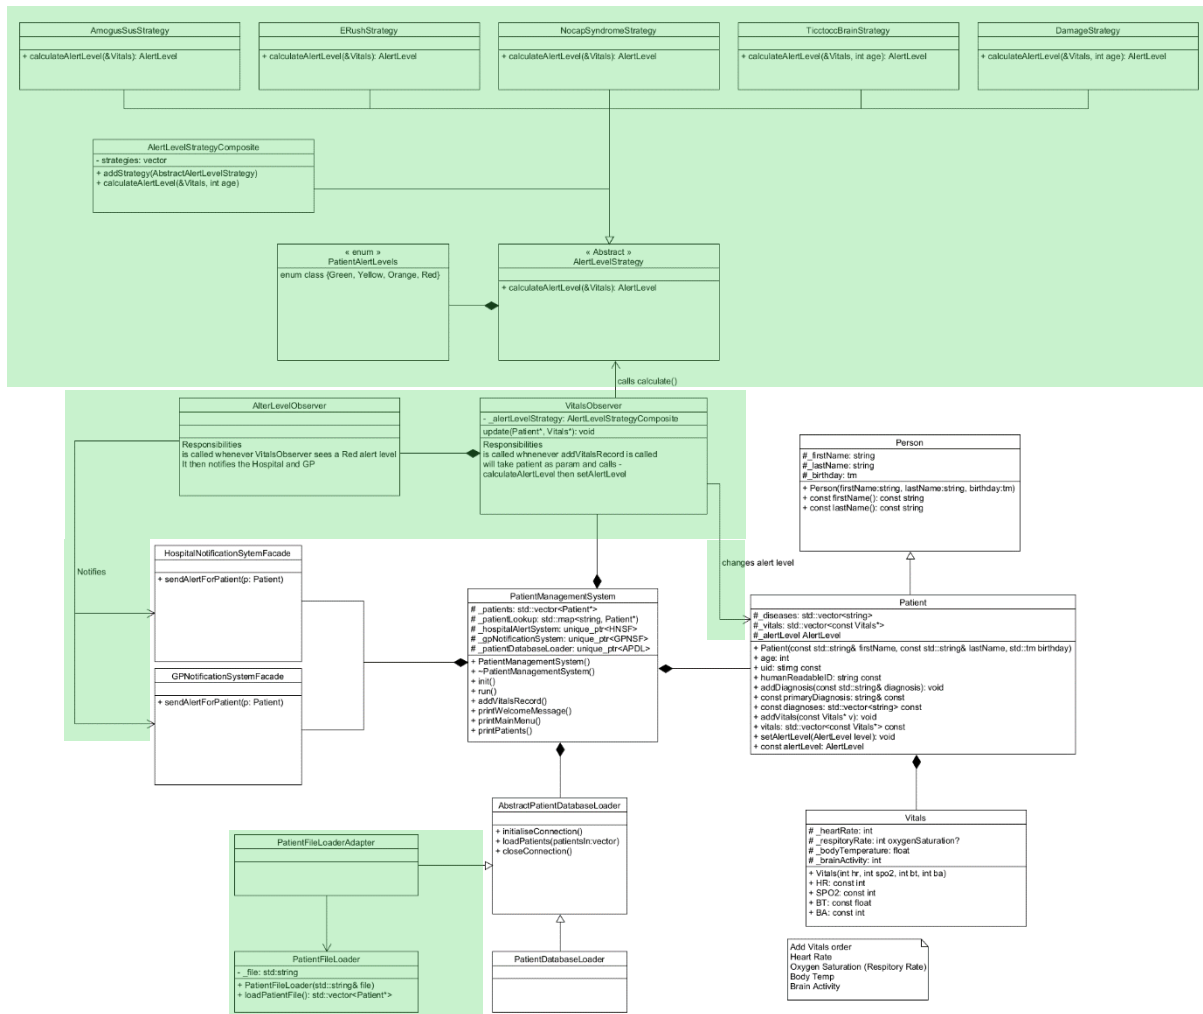 AmogusSusStrategy
+ calculateAlertLevel(&Vitals): AlertLevel
ERushStrategy
+ calculateAlertLevel(&Vitals): AlertLevel
NocapSyndromeStrategy
+ calculateAlertLevel(&Vitals): AlertLevel
TicctoccBrainStrategy
+ calculateAlertLevel(&Vitals, int age): AlertLevel
DamageStrategy
+ calculateAlertLevel(&Vitals, int age): AlertLevel
AlertLevelStrategyComposite
- strategies: vector
+ addStrategy(AbstractAlertLevelStrategy)
+ calculateAlertLevel(&Vitals, int age)
« enum »
PatientAlertLevels
enum class {Green, Yellow, Orange, Red}
« Abstract »
AlertLevelStrategy
+ calculateAlertLevel(&Vitals): AlertLevel
calls calculate()
AlterLevelObserver
Responsibilities
is called whenever VitalsObserver sees a Red alert level
It then notifies the Hospital and GP
VitalsObserver
- _alertLevelStrategy: AlertLevelStrategyComposite
update(Patient*, Vitals*): void
Responsibilities
is called whnenever addVitalsRecord is called
will take patient as param and calls -
calculateAlertLevel then setAlertLevel
Person
#_firstName: string
#_lastName: string
#_birthday: tm
+ Person(firstName:string, lastName:string, birthday:tm)
+ const firstName(): const string
+ const lastName(): const string
Notifies
changes alert level
HospitalNotificationSytemFacade
+ sendAlertForPatient(p: Patient)
GPNotificationSystemFacade
+ sendAlertForPatient(p: Patient)
PatientManagementSystem
# _patients: std::vector<Patient*>
# _patientLookup: std::map<string, Patient*)
# _hospitalAlertSystem: unique_ptr<HNSF>
# _gpNotificationSystem: unique_ptr<GPNSF>
# _patientDatabaseLoader: unique_ptr<APDL>
+ PatientManagementSystem()
+ ~PatientManagementSystem()
+ init()
+ run()
+ addVitalsRecord()
+ printWelcomeMessage()
+ printMainMenu()
+ printPatients()
Patient
#_diseases: std::vector<string>
#_vitals: std::vector<const Vitals*>
#_alertLevel AlertLevel
+ Patient(const std::string& firstName, const std::string& lastName, std::tm birthday)
+ age: int
+ uid: stirng const
+ humanReadableID: string const
+ addDiagnosis(const std::string& diagnosis): void
+ const primaryDiagnosis: string& const
+ const diagnoses: std::vector<string> const
+ addVitals(const Vitals* v): void
+ vitals: std::vector<const Vitals*> const
+ setAlertLevel(AlertLevel level): void
+ const alertLevel: AlertLevel
AbstractPatientDatabaseLoader
+ initialiseConnection()
+ loadPatients(patientsIn:vector)
+ closeConnection()
PatientFileLoaderAdapter
PatientFileLoader
- _file: std:string
+ PatientFileLoader(std::string& file)
+ loadPatientFile(): std::vector<Patient*>
PatientDatabaseLoader
Vitals
# _heartRate: int
# _respitoryRate: int oxygenSaturation?
# _bodyTemperature: float
# _brainActivity: int
+ Vitals(int hr, int spo2, int bt, int ba)
+ HR: const int
+ SPO2: const int
+ BT: const float
+ BA: const int
Add Vitals order
Heart Rate
Oxygen Saturation (Respitory Rate)
Body Temp
Brain Activity